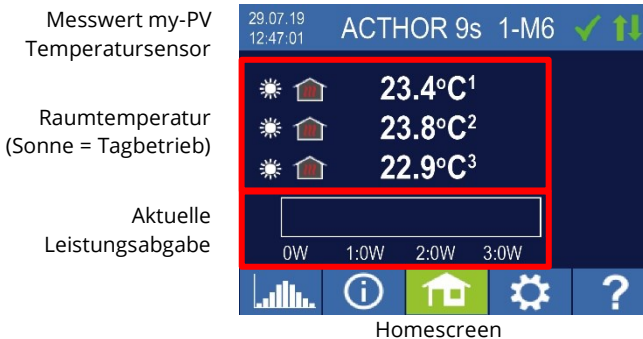 Messwert my-PV
Temperatursensor
Raumtemperatur
(Sonne = Tagbetrieb)
Aktuelle
Leistungsabgabe
29.07.19
12:47:01
ACTHOR 9s 1-M6
23.4°C¹
23.8°C²
22.9°C³
0W 1:0W 2:0W 3:0W
i ?
Homescreen